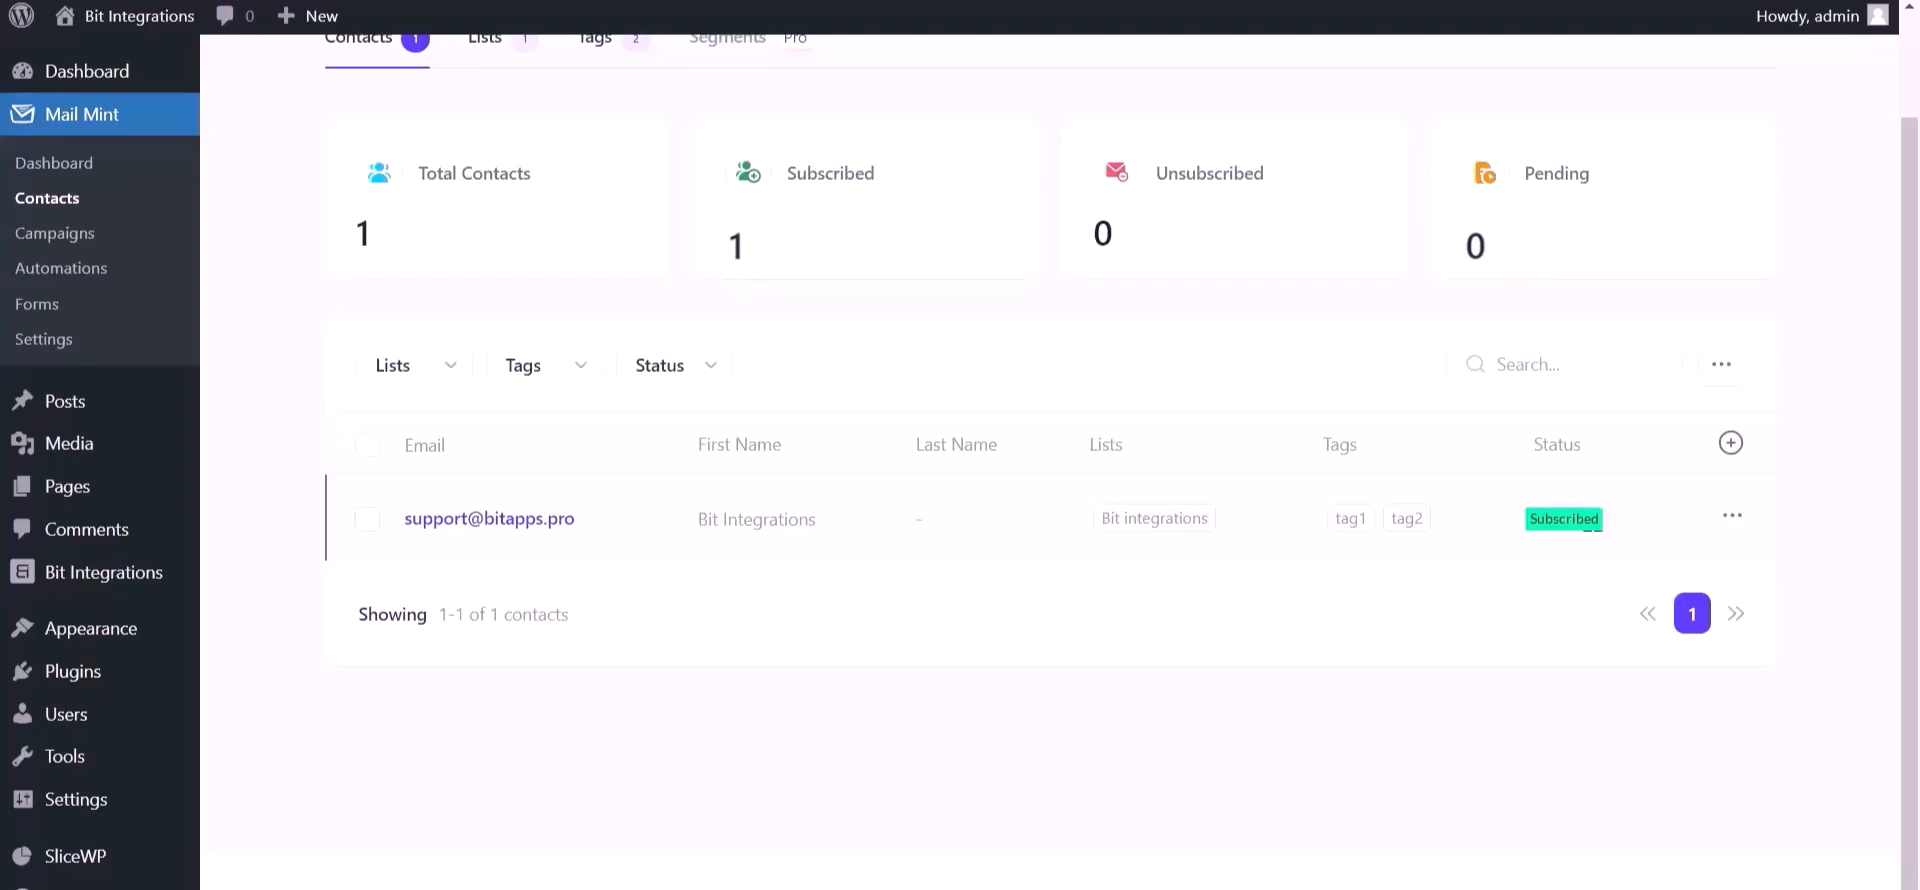 Bit Integrations 0 New Howdy, admin
Contacts 1 Lists 1 Tags 2 Segments Pro
Dashboard
Mail Mint
Dashboard
Contacts
Campaigns
Automations
Forms
Settings
Posts
Media
Pages
Comments
Bit Integrations
Appearance
Plugins
Users
Tools
Settings
SliceWP
Total Contacts
1
Subscribed
1
Unsubscribed
0
Pending
0
Lists Tags Status Search...
Email First Name Last Name Lists Tags Status
support@bitapps.pro Bit Integrations - Bit integrations tag1 tag2 Subscribed
Showing 1-1 of 1 contacts 1